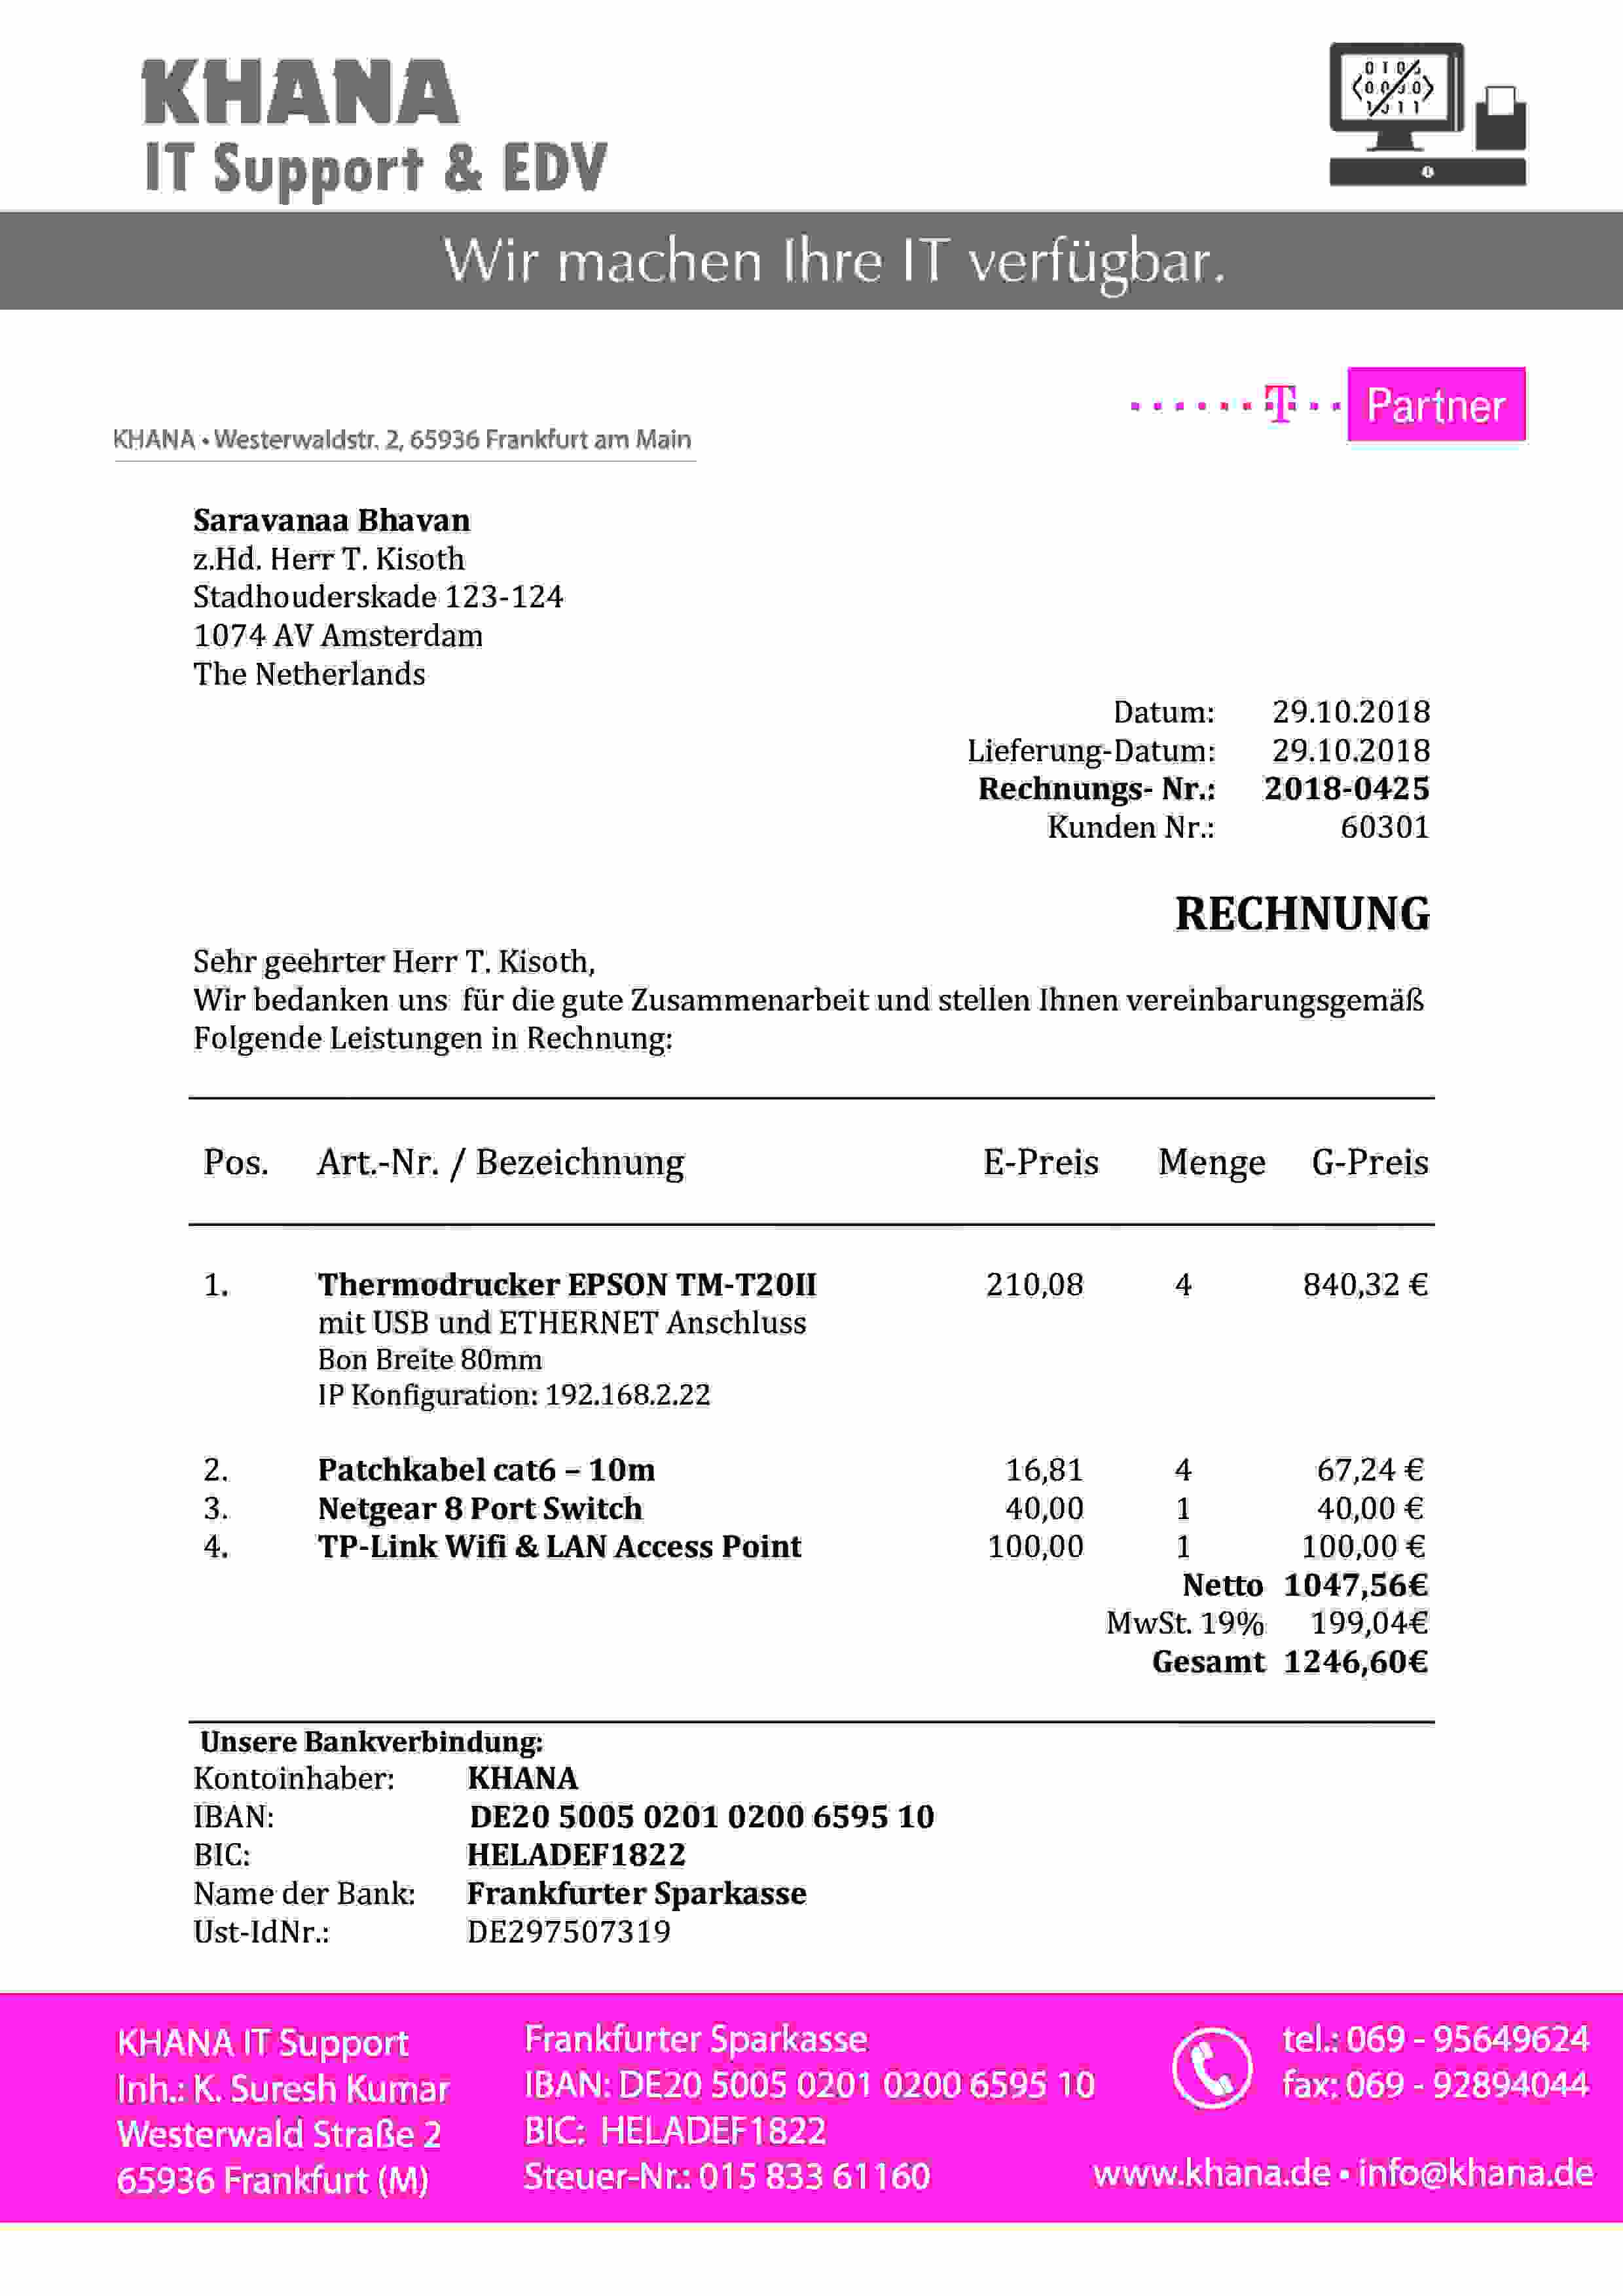 KHANA
IT Support & EDV
Wir machen Ihre IT verfügbar.
T Partner
KHANA • Westerwaldstr. 2, 65936 Frankfurt am Main
Saravanaa Bhavan
z.Hd. Herr T. Kisoth
Stadhouderskade 123-124
1074 AV Amsterdam
The Netherlands
Datum: 29.10.2018
Lieferung-Datum: 29.10.2018
Rechnungs- Nr.: 2018-0425
Kunden Nr.: 60301
RECHNUNG
Sehr geehrter Herr T. Kisoth,
Wir bedanken uns für die gute Zusammenarbeit und stellen Ihnen vereinbarungsgemäß
Folgende Leistungen in Rechnung:
Pos. Art.-Nr. / Bezeichnung E-Preis Menge G-Preis
1. Thermodrucker EPSON TM-T20II 210,08 4 840,32 €
mit USB und ETHERNET Anschluss
Bon Breite 80mm
IP Konfiguration: 192.168.2.22
2. Patchkabel cat6 – 10m 16,81 4 67,24 €
3. Netgear 8 Port Switch 40,00 1 40,00 €
4. TP-Link Wifi & LAN Access Point 100,00 1 100,00 €
Netto 1047,56€
MwSt. 19% 199,04€
Gesamt 1246,60€
Unsere Bankverbindung:
Kontoinhaber: KHANA
IBAN: DE20 5005 0201 0200 6595 10
BIC: HELADEF1822
Name der Bank: Frankfurter Sparkasse
Ust-IdNr.: DE297507319
KHANA IT Support
Inh.: K. Suresh Kumar
Westerwald Straße 2
65936 Frankfurt (M)
Frankfurter Sparkasse
IBAN: DE20 5005 0201 0200 6595 10
BIC: HELADEF1822
Steuer-Nr.: 015 833 61160
tel.: 069 - 95649624
fax: 069 - 92894044
www.khana.de • info@khana.de